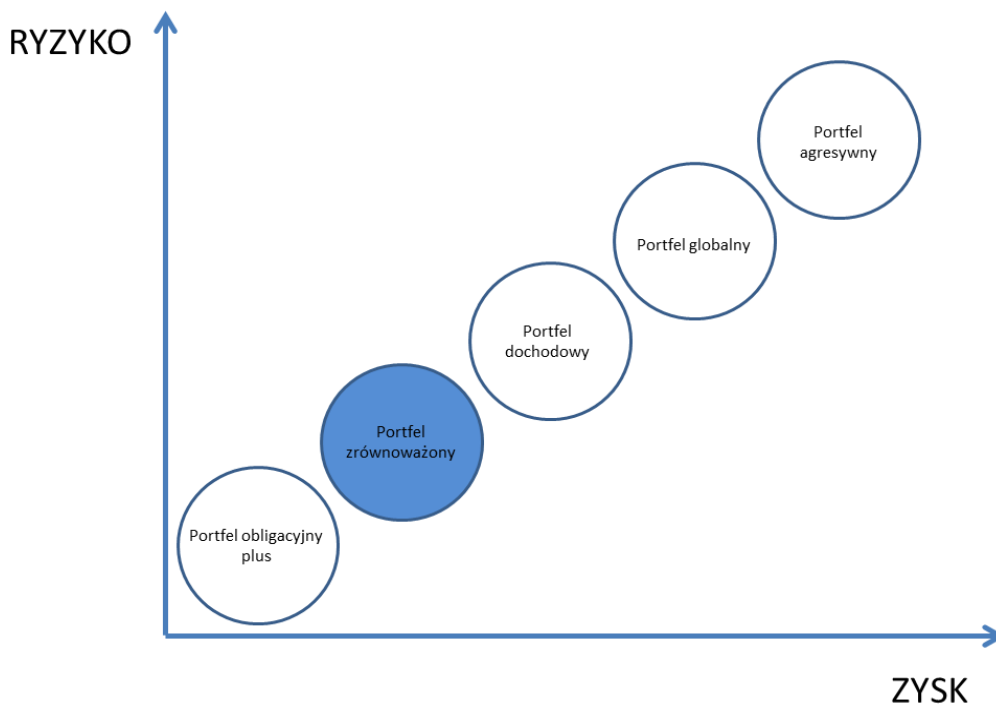 RYZYKO
Portfel
agresywny
Portfel globalny
Portfel
dochodowy
Portfel
zrównoważony
Portfel obligacyjny
plus
ZYSK